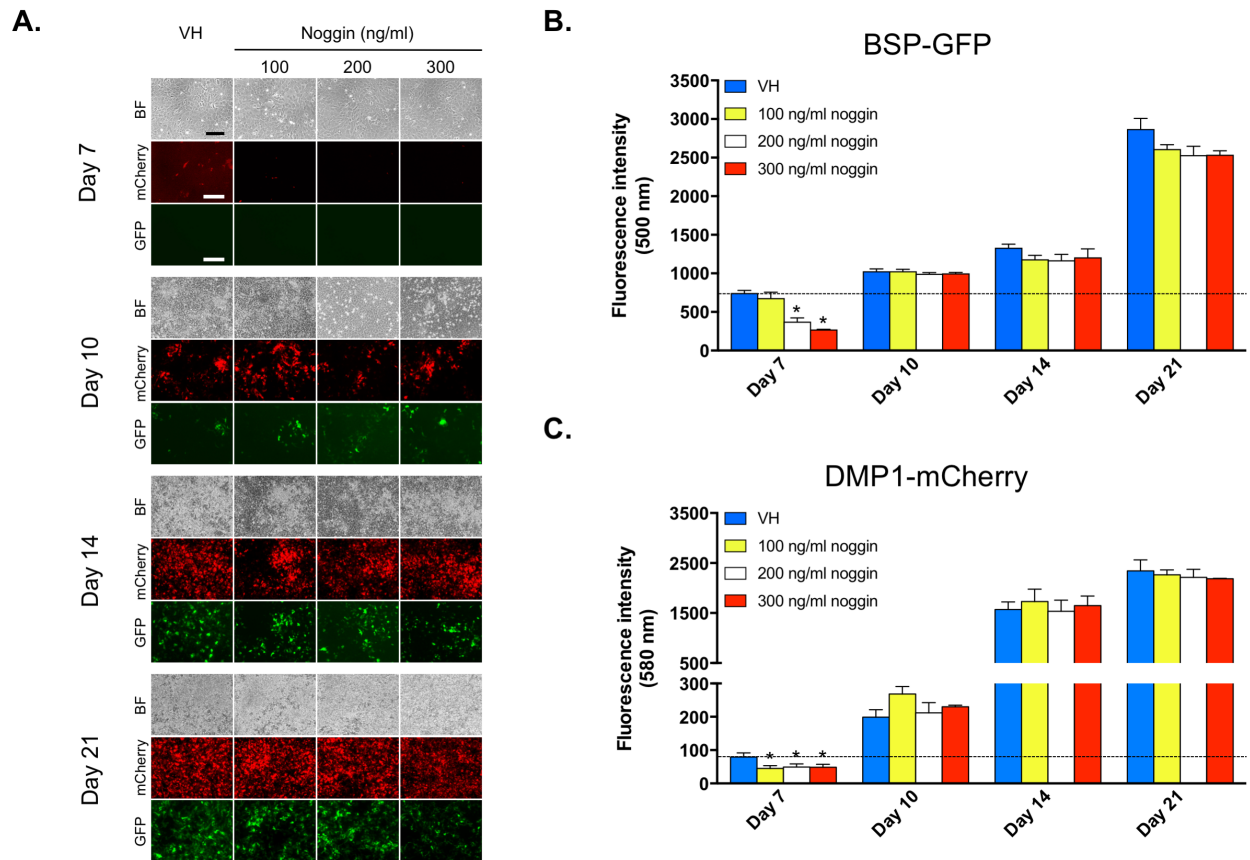 A.
VH
Noggin (ng/ml)
100
200
300
Day 7
BF
mCherry
GFP
Day 10
BF
mCherry
GFP
Day 14
BF
mCherry
GFP
Day 21
BF
mCherry
GFP
B.
BSP-GFP
Fluorescence intensity
(500 nm)
3500
3000
2500
2000
1500
1000
500
0
VH
100 ng/ml noggin
200 ng/ml noggin
300 ng/ml noggin
* *
Day 7
Day 10
Day 14
Day 21
C.
DMP1-mCherry
Fluorescence intensity
(580 nm)
3500
2500
1500
500
300
200
100
0
VH
100 ng/ml noggin
200 ng/ml noggin
300 ng/ml noggin
* * *
Day 7
Day 10
Day 14
Day 21